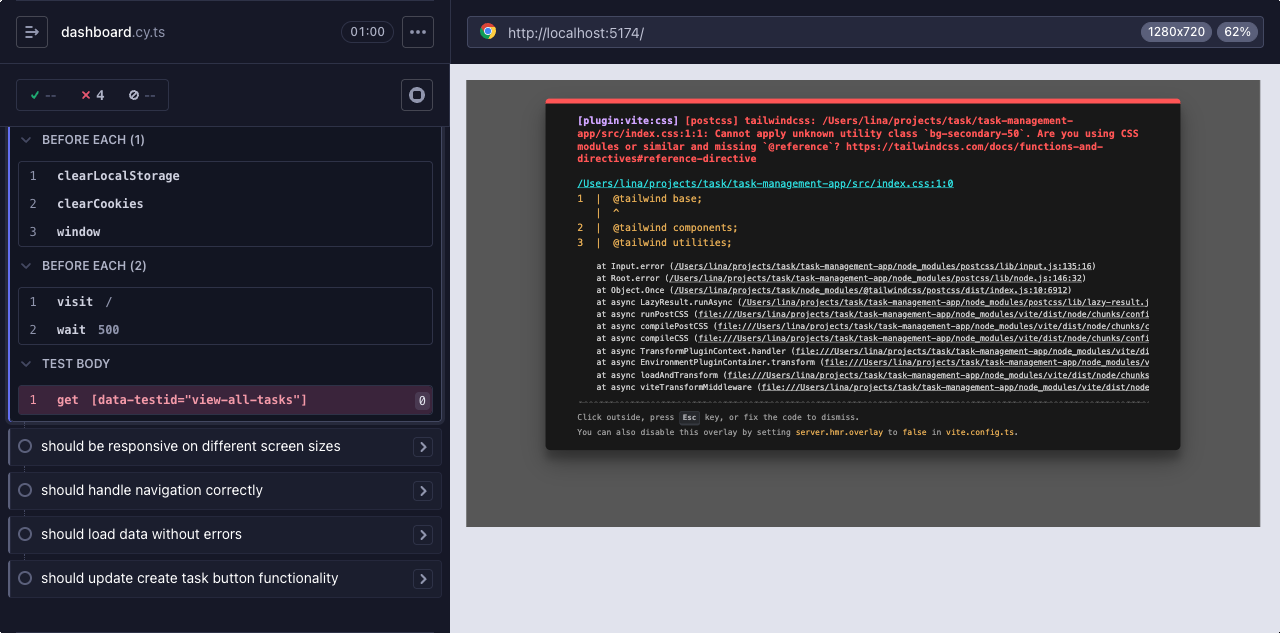 dashboard.cy.ts
01:00
--
4
--
BEFORE EACH (1)
1 clearLocalStorage
2 clearCookies
3 window
BEFORE EACH (2)
1 visit /
2 wait 500
TEST BODY
1 get [data-testid="view-all-tasks"] 0
should be responsive on different screen sizes
should handle navigation correctly
should load data without errors
should update create task button functionality
http://localhost:5174/
1280x720
62%
[plugin:vite:css] [postcss] tailwindcss: /Users/lina/projects/task/task-management-
app/src/index.css:1:1: Cannot apply unknown utility class `bg-secondary-50`. Are you using CSS
modules or similar and missing `@reference`? https://tailwindcss.com/docs/functions-and-
directives#reference-directive
/Users/lina/projects/task/task-management-app/src/index.css:1:0
1 | @tailwind base;
| ^
2 | @tailwind components;
3 | @tailwind utilities;
at Input.error (/Users/lina/projects/task/task-management-app/node_modules/postcss/lib/input.js:135:16)
at Root.error (/Users/lina/projects/task/task-management-app/node_modules/postcss/lib/node.js:146:32)
at Object.Once (/Users/lina/projects/task/task-management-app/node_modules/@tailwindcss/postcss/dist/index.js:10:6912)
at async LazyResult.runAsync (/Users/lina/projects/task/task-management-app/node_modules/postcss/lib/lazy-result.j
at async runPostCSS (file:///Users/lina/projects/task/task-management-app/node_modules/vite/dist/node/chunks/confi
at async compilePostCSS (file:///Users/lina/projects/task/task-management-app/node_modules/vite/dist/node/chunks/c
at async compileCSS (file:///Users/lina/projects/task/task-management-app/node_modules/vite/dist/node/chunks/confi
at async TransformPluginContext.handler (file:///Users/lina/projects/task/task-management-app/node_modules/vite/di
at async EnvironmentPluginContainer.transform (file:///Users/lina/projects/task/task-management-app/node_modules/v
at async loadAndTransform (file:///Users/lina/projects/task/task-management-app/node_modules/vite/dist/node/chunks
at async viteTransformMiddleware (file:///Users/lina/projects/task/task-management-app/node_modules/vite/dist/node
Click outside, press Esc key, or fix the code to dismiss.
You can also disable this overlay by setting server.hmr.overlay to false in vite.config.ts.